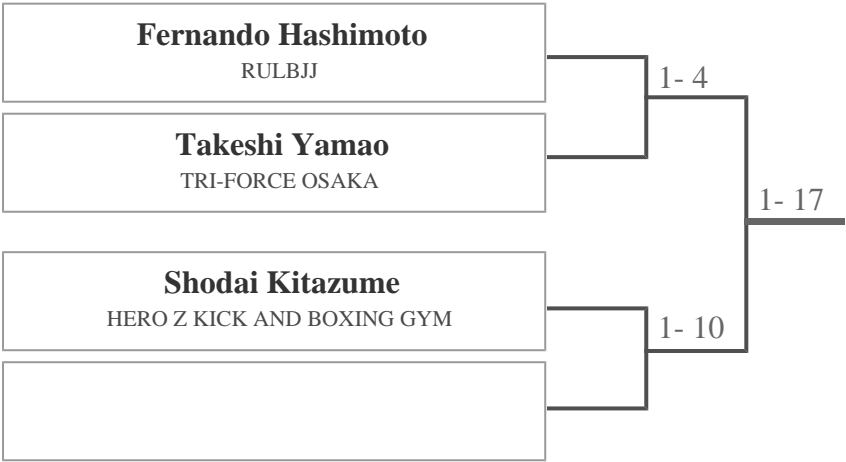 Fernando Hashimoto
RULBJJ
1- 4
Takeshi Yamao
TRI-FORCE OSAKA
1- 17
Shodai Kitazume
HERO Z KICK AND BOXING GYM
1- 10